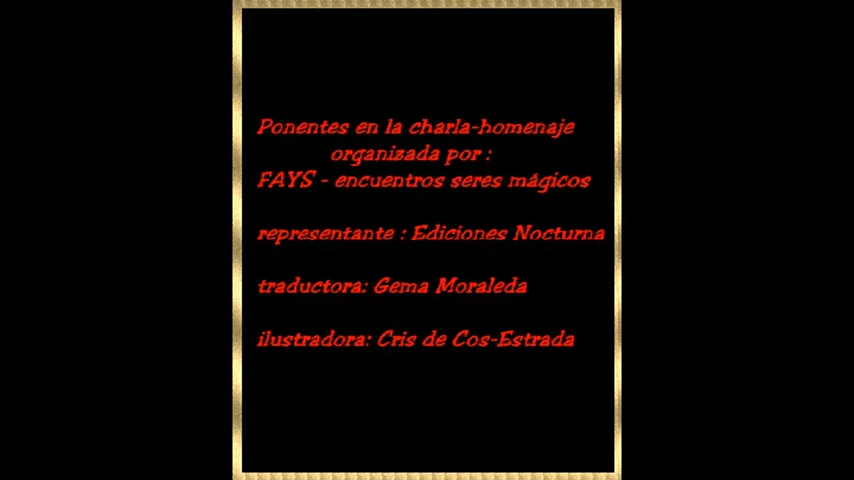 Ponentes en la charla-homenaje
organizada por :
FAYS - encuentros seres mágicos
representante : Ediciones Nocturna
traductora: Gema Moraleda
ilustradora: Cris de Cos-Estrada